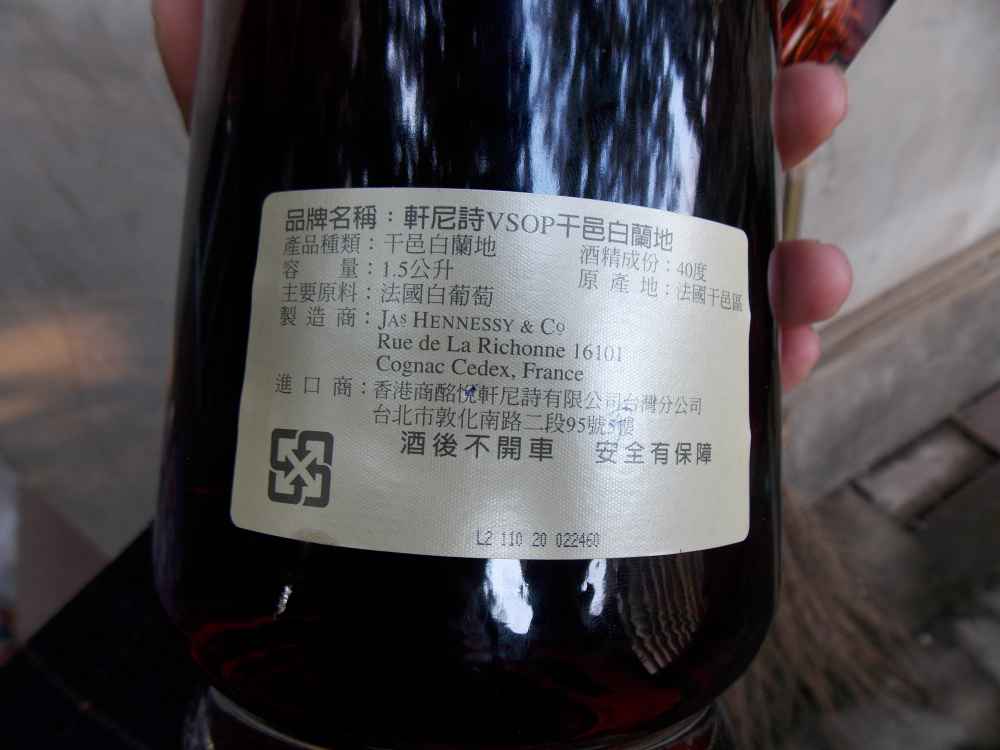 品牌名稱：軒尼詩VSOP干邑白蘭地
產品種類：干邑白蘭地 酒精成份：40度
容 量：1.5公升 原 產 地：法國干邑區
主要原料：法國白葡萄
製 造 商：JAS HENNESSY & Co
Rue de La Richonne 16101
Cognac Cedex, France
進 口 商：香港商酩悅軒尼詩有限公司台灣分公司
台北市敦化南路二段95號
酒後不開車 安全有保障
L2 110 20 022460